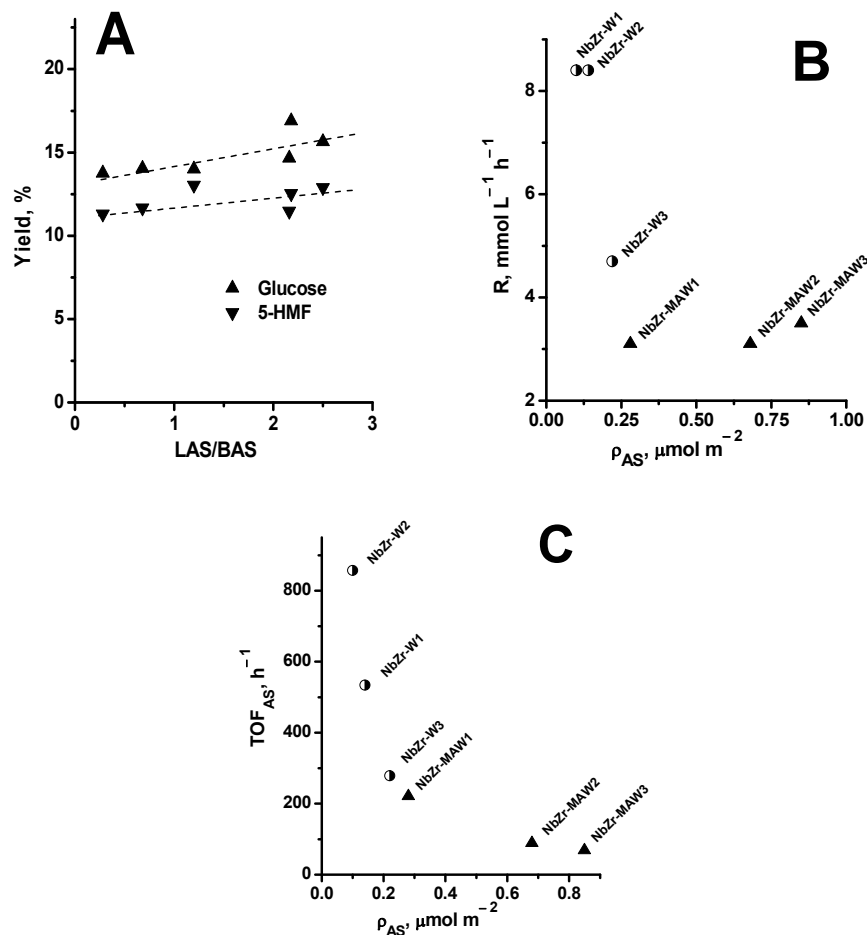 A
20
15
10
5
0
Yield, %
Glucose
5-HMF
0 1 2 3
LAS/BAS
B
8
6
4
2
R, mmol L⁻¹ h⁻¹
NbZr-W1
NbZr-W2
NbZr-W3
NbZr-MAW1
NbZr-MAW2
NbZr-MAW3
0.00 0.25 0.50 0.75 1.00
ρAS, μmol m⁻²
C
800
600
400
200
0
TOFAS, h⁻¹
NbZr-W2
NbZr-W1
NbZr-W3
NbZr-MAW1
NbZr-MAW2
NbZr-MAW3
0.0 0.2 0.4 0.6 0.8
ρAS, μmol m⁻²